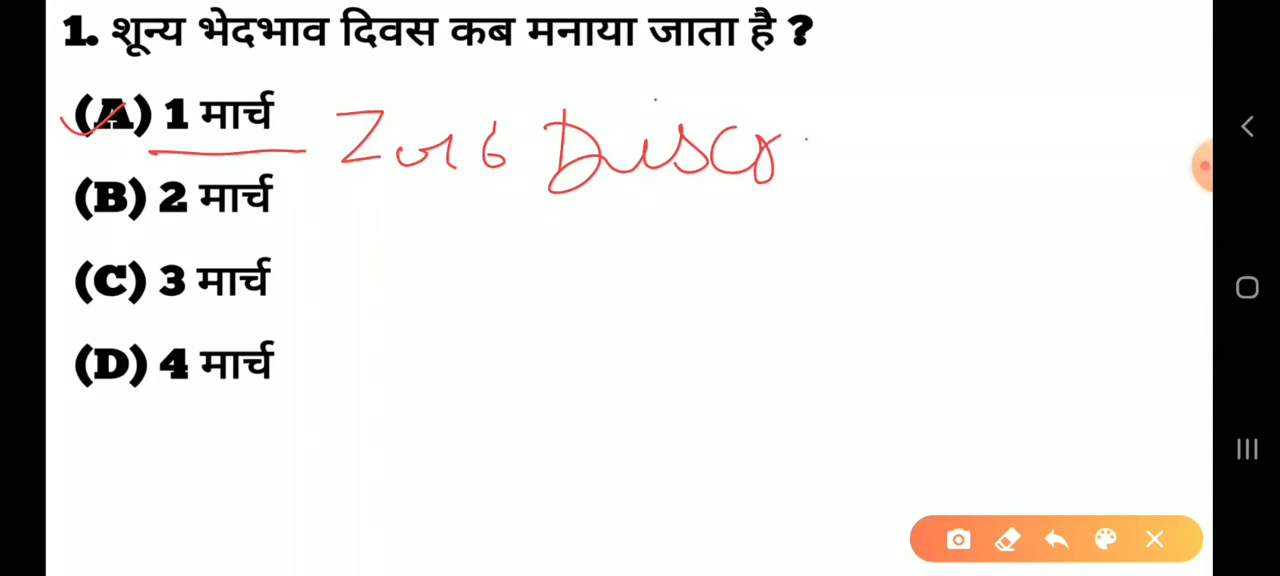 1. शून्य भेदभाव दिवस कब मनाया जाता है ?
(A) 1 मार्च
(B) 2 मार्च
(C) 3 मार्च
(D) 4 मार्च